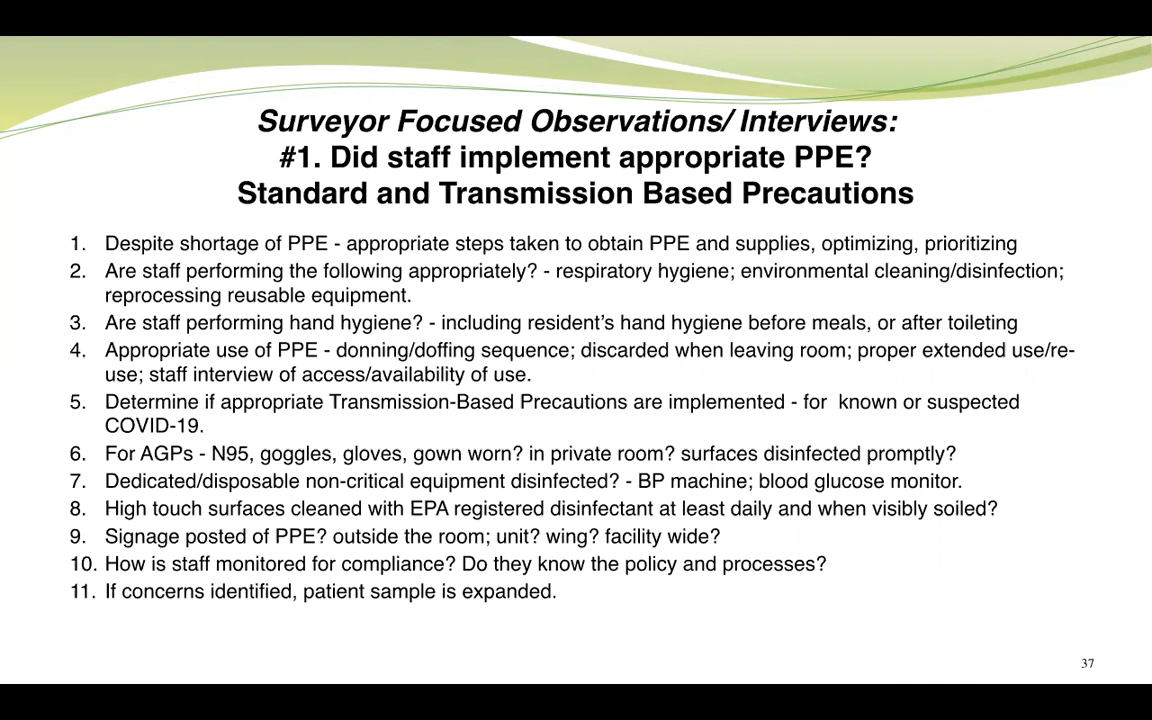 Surveyor Focused Observations/ Interviews:
#1. Did staff implement appropriate PPE?
Standard and Transmission Based Precautions
1. Despite shortage of PPE - appropriate steps taken to obtain PPE and supplies, optimizing, prioritizing
2. Are staff performing the following appropriately? - respiratory hygiene; environmental cleaning/disinfection;
reprocessing reusable equipment.
3. Are staff performing hand hygiene? - including resident's hand hygiene before meals, or after toileting
4. Appropriate use of PPE - donning/doffing sequence; discarded when leaving room; proper extended use/re-
use; staff interview of access/availability of use.
5. Determine if appropriate Transmission-Based Precautions are implemented - for  known or suspected
COVID-19.
6. For AGPs - N95, goggles, gloves, gown worn? in private room? surfaces disinfected promptly?
7. Dedicated/disposable non-critical equipment disinfected? - BP machine; blood glucose monitor.
8. High touch surfaces cleaned with EPA registered disinfectant at least daily and when visibly soiled?
9. Signage posted of PPE? outside the room; unit? wing? facility wide?
10. How is staff monitored for compliance? Do they know the policy and processes?
11. If concerns identified, patient sample is expanded.
37